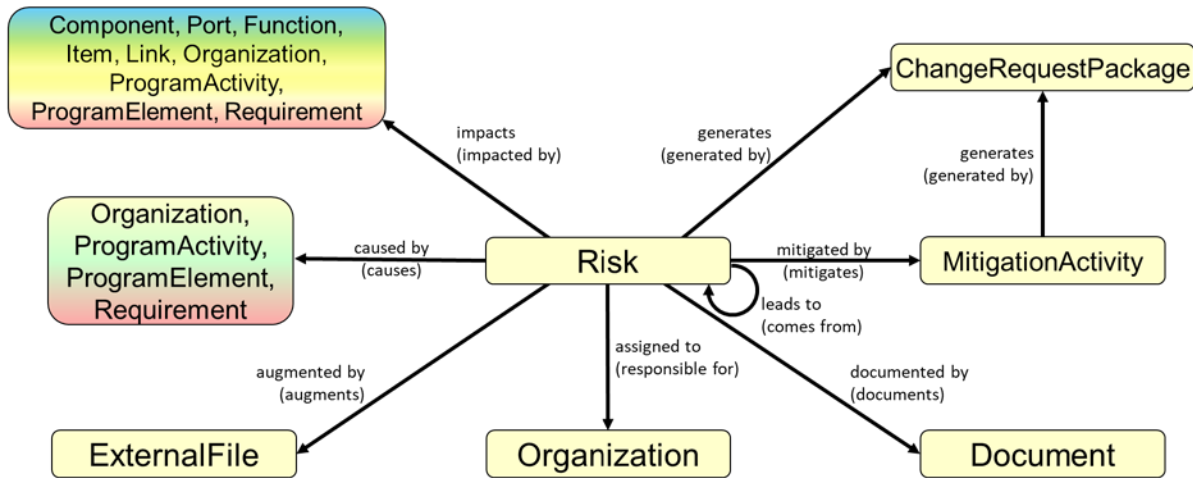 Component, Port, Function,
Item, Link, Organization,
ProgramActivity,
ProgramElement, Requirement
ChangeRequestPackage
impacts
(impacted by)
generates
(generated by)
generates
(generated by)
Organization,
ProgramActivity,
ProgramElement,
Requirement
caused by
(causes)
Risk
mitigated by
(mitigates)
MitigationActivity
leads to
(comes from)
augmented by
(augments)
assigned to
(responsible for)
documented by
(documents)
ExternalFile
Organization
Document